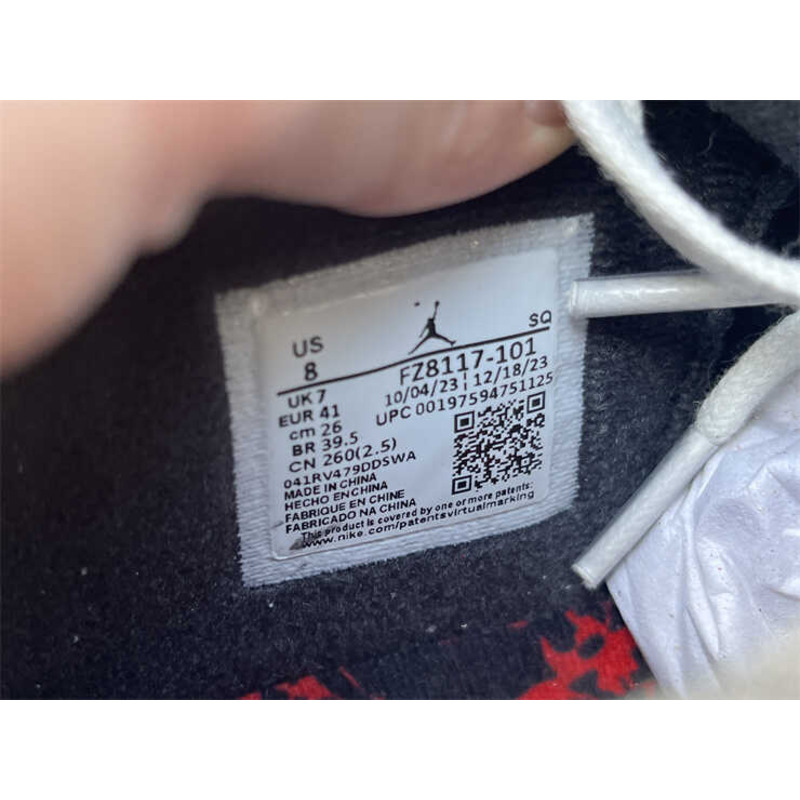 US
8
SQ
FZ8117-101
UK 7
10/04/23 | 12/18/23
EUR 41
UPC 00197594751125
cm 26
BR 39.5
CN 260(2.5)
041RV479DDSWA
MADE IN CHINA
HECHO EN CHINA
FABRIQUE EN CHINE
FABRICADO NA CHINA
This product is covered by one or more patents:
www.nike.com/patentsvirtualmarking